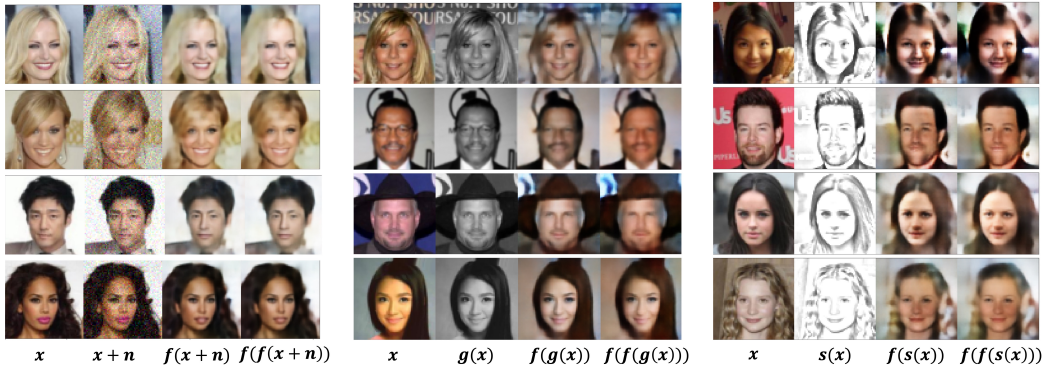 x x + n f(x + n) f(f(x + n))
x g(x) f(g(x)) f(f(g(x)))
x s(x) f(s(x)) f(f(s(x)))